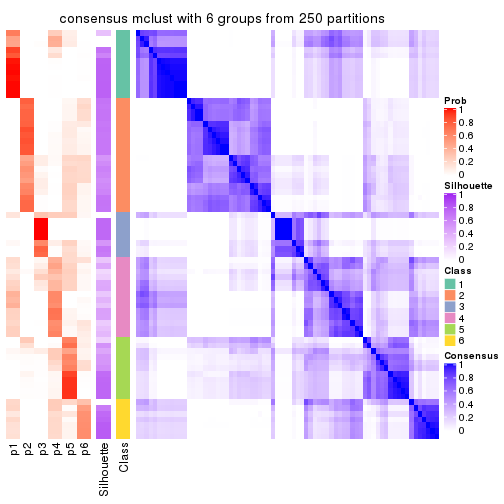 consensus mclust with 6 groups from 250 partitions
Prob
1
0.8
0.6
0.4
0.2
0
Silhouette
1
0.8
0.6
0.4
0.2
0
Class
1
2
3
4
5
6
Consensus
1
0.8
0.6
0.4
0.2
0
p1
p2
p3
p4
p5
p6
Silhouette
Class